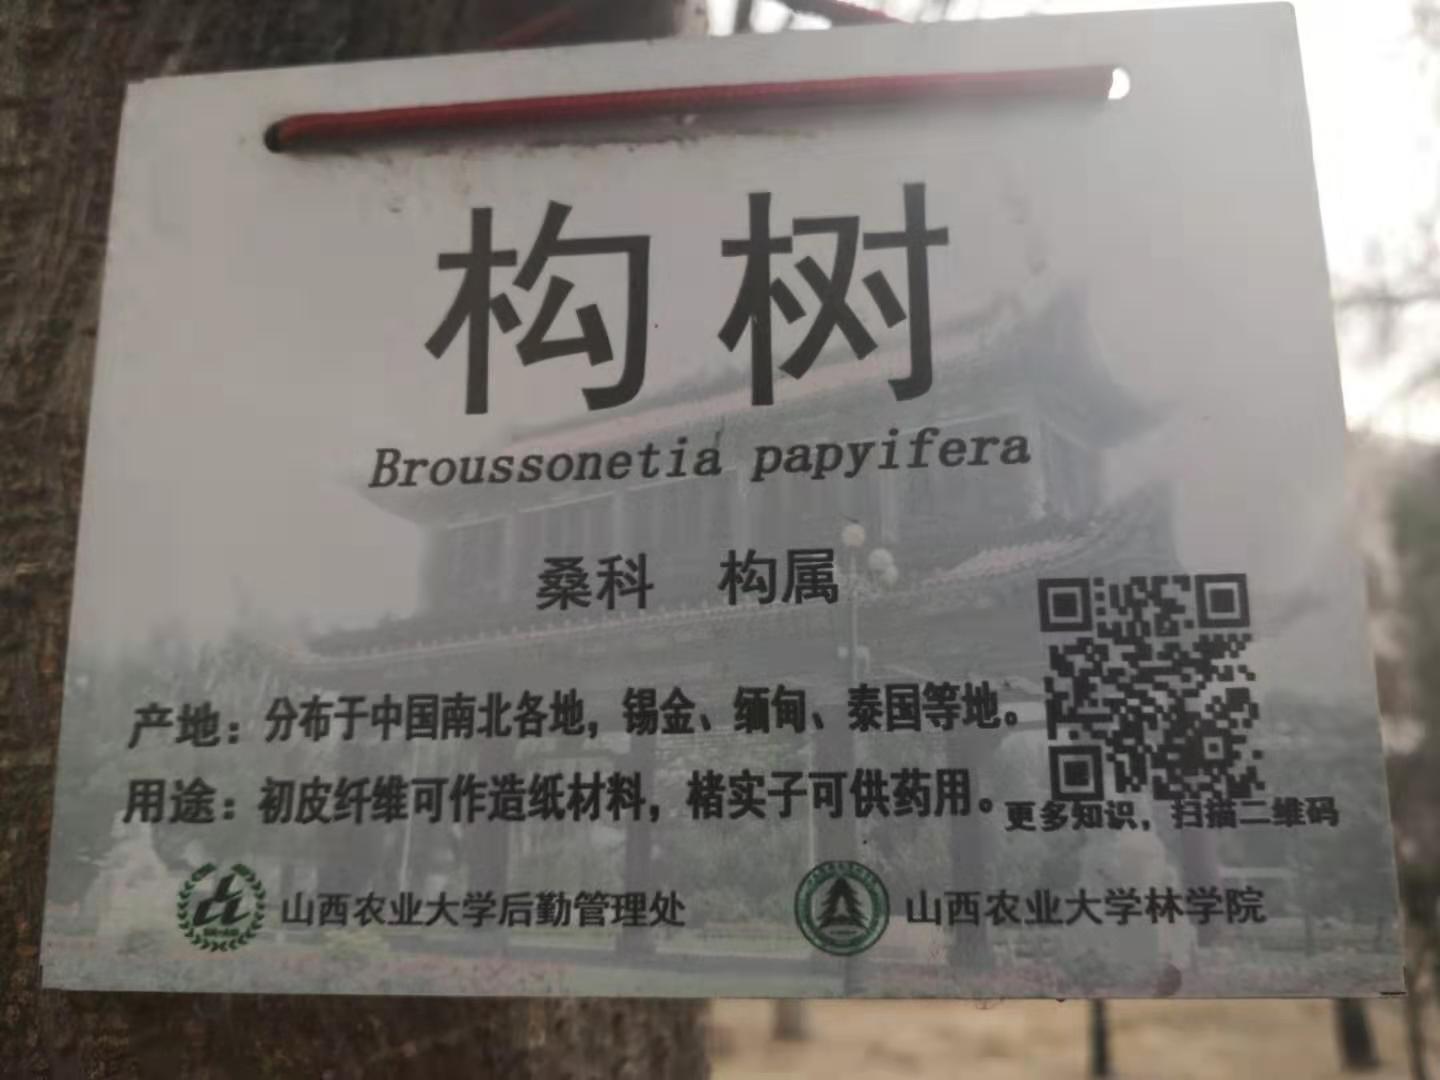 构树
Broussonetia papyifera
桑科 构属
产地：分布于中国南北各地，锡金、缅甸、泰国等地。
用途：初皮纤维可作造纸材料，楮实子可供药用。
更多知识，扫描二维码
山西农业大学后勤管理处
山西农业大学林学院